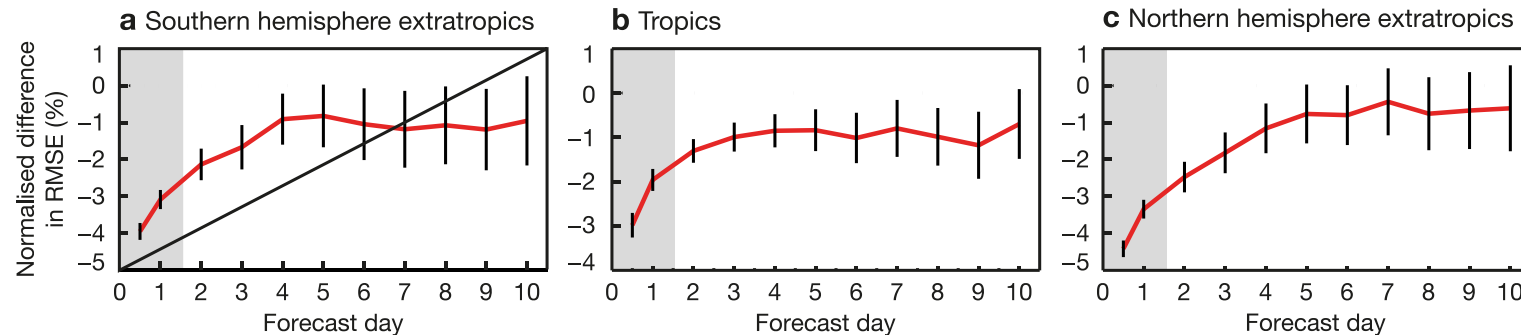 a Southern hemisphere extratropics
b Tropics
c Northern hemisphere extratropics
Normalised difference
in RMSE (%)
1
0
−1
−2
−3
−4
−5
0 1 2 3 4 5 6 7 8 9 10
Forecast day
1
0
−1
−2
−3
−4
0 1 2 3 4 5 6 7 8 9 10
Forecast day
1
0
−1
−2
−3
−4
−5
0 1 2 3 4 5 6 7 8 9 10
Forecast day